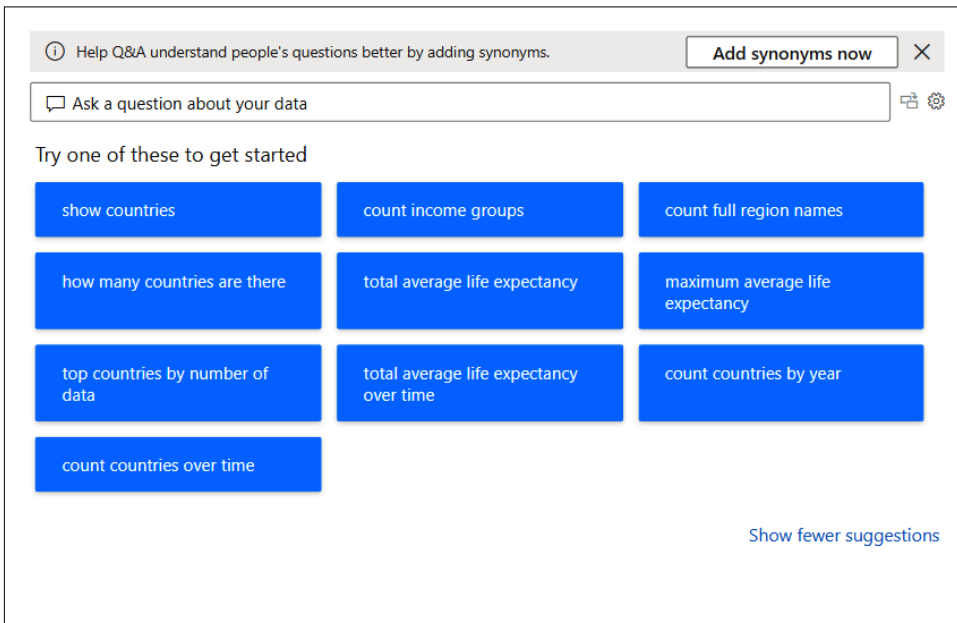 Help Q&A understand people's questions better by adding synonyms.
Add synonyms now
Ask a question about your data
Try one of these to get started
show countries
count income groups
count full region names
how many countries are there
total average life expectancy
maximum average life
expectancy
top countries by number of
data
total average life expectancy
over time
count countries by year
count countries over time
Show fewer suggestions